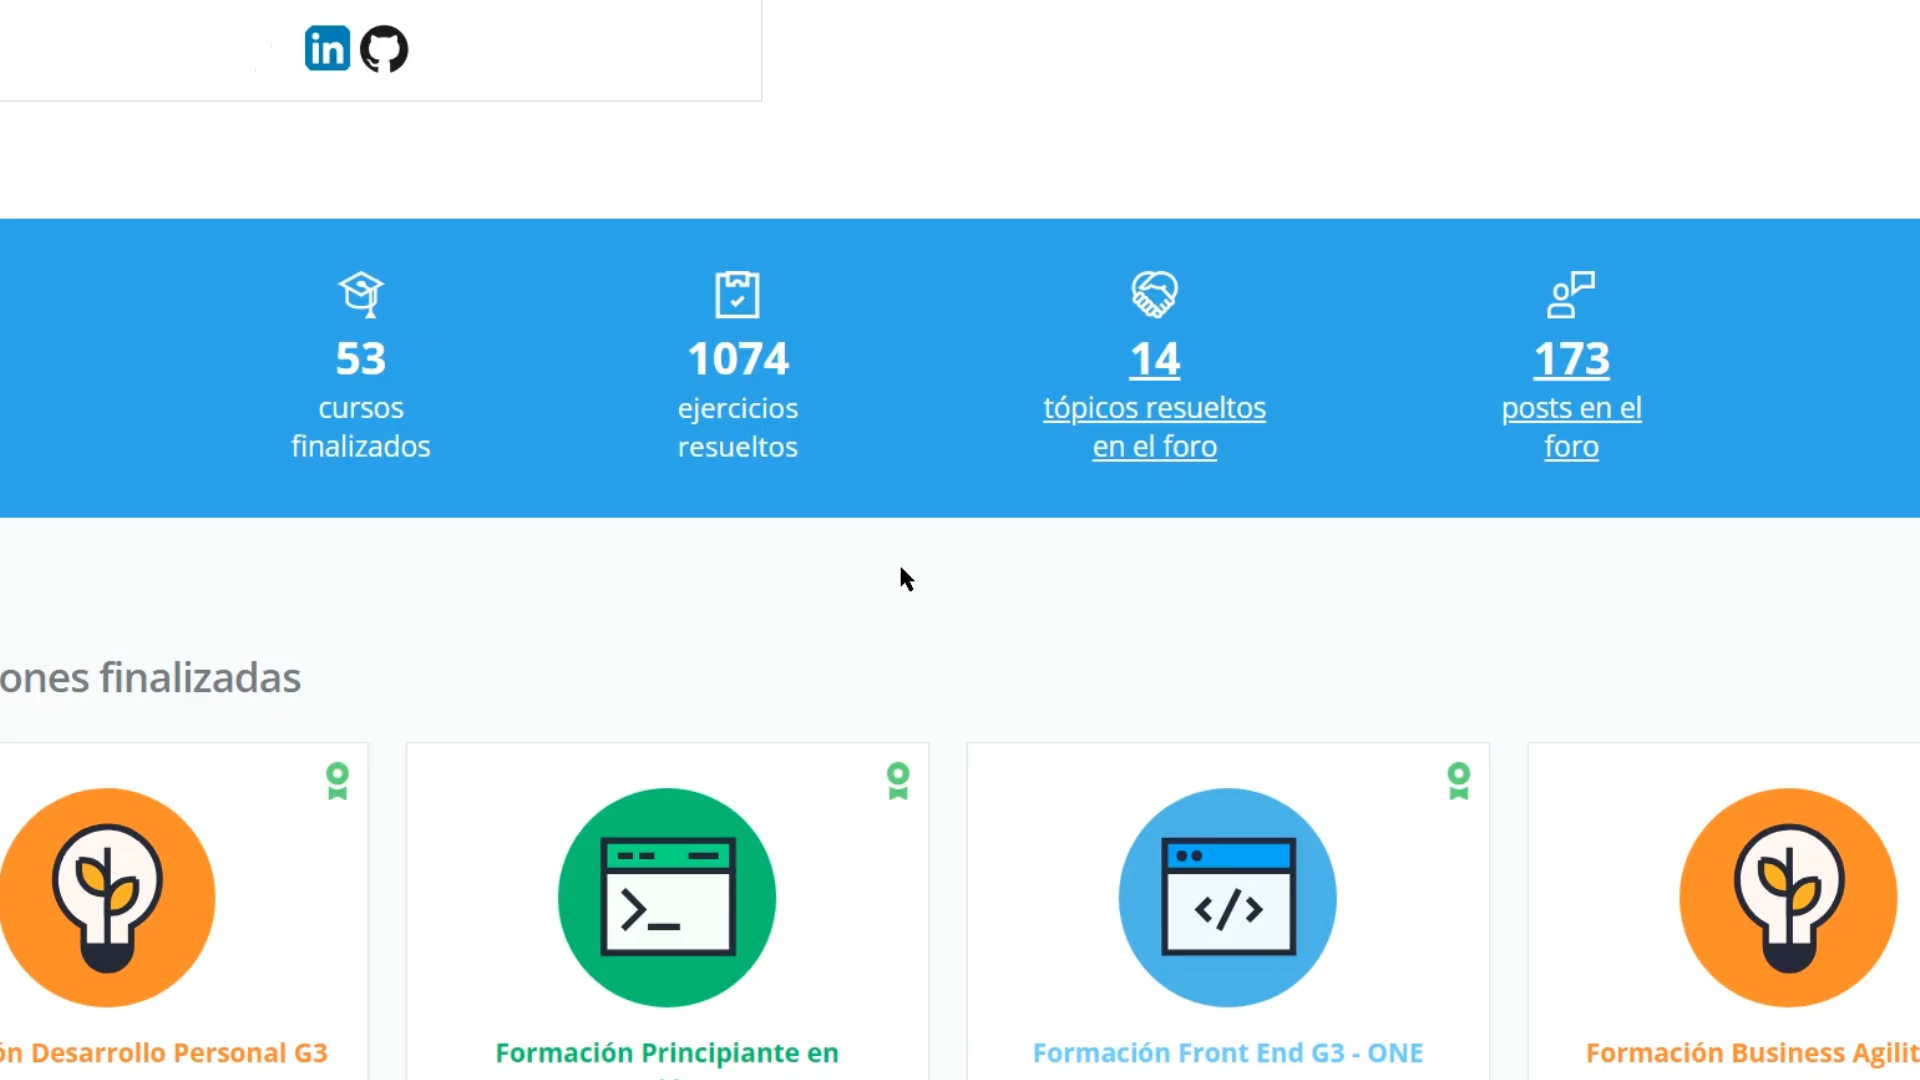 in
53
cursos
finalizados
1074
ejercicios
resueltos
14
tópicos resueltos
en el foro
173
posts en el
foro
ones finalizadas
ón Desarrollo Personal G3
Formación Principiante en
Formación Front End G3 - ONE
Formación Business Agilit